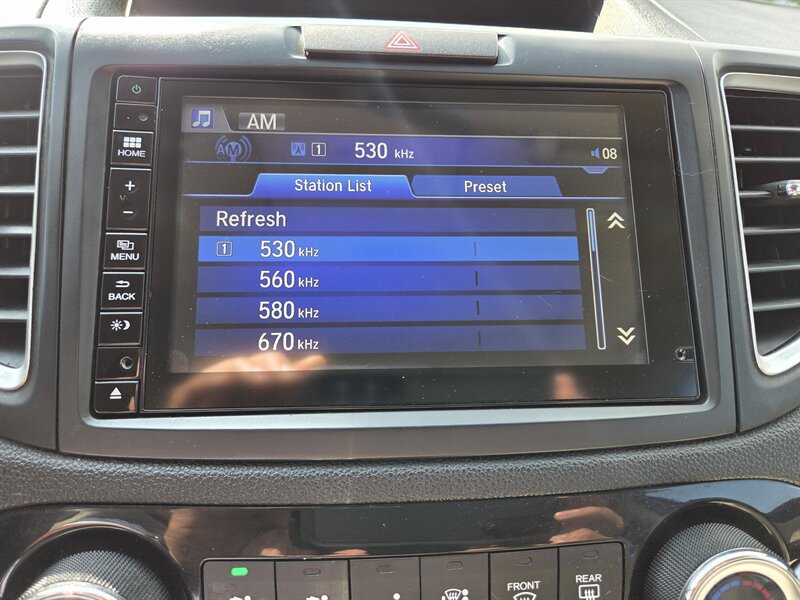 AM
AM
1 530 kHz
08
Station List Preset
Refresh
1 530 kHz
560 kHz
580 kHz
670 kHz
HOME
+
V
−
MENU
BACK
FRONT
REAR